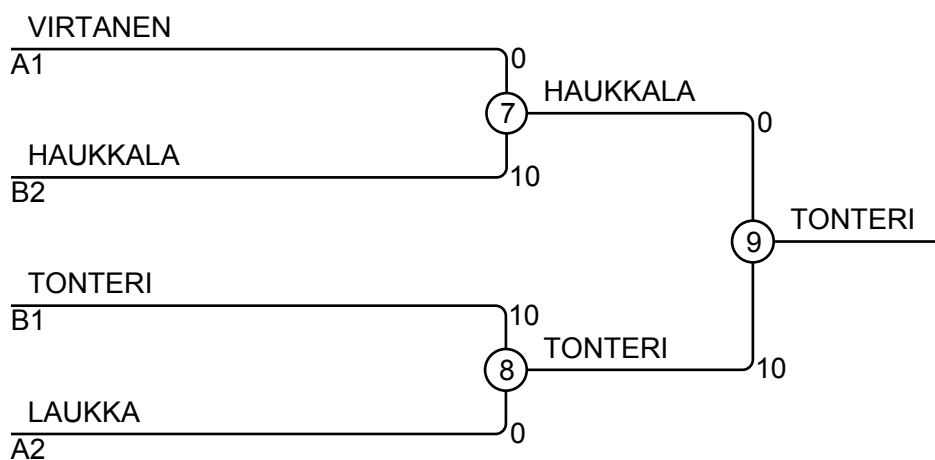 VIRTANEN
A1
0
7
HAUKKALA
0
HAUKKALA
B2
10
9
TONTERI
TONTERI
B1
10
8
TONTERI
10
LAUKKA
A2
0